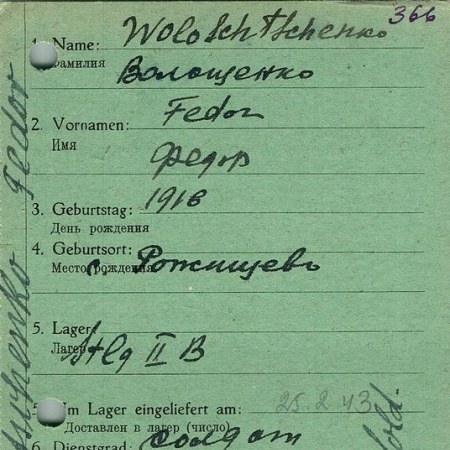 366
1. Name: Woloschtschenko
Фамилия Волощенко
2. Vornamen: Fedor
Имя Федор
3. Geburtstag: 1916
День рождения
4. Geburtsort:
Место рождения с. Рожищевъ
5. Lager:
Лагерь Stlg II B
Im Lager eingeliefert am: 25.2.43
Доставлен в лагерь (число)
6. Dienstgrad: солдат
Fedor